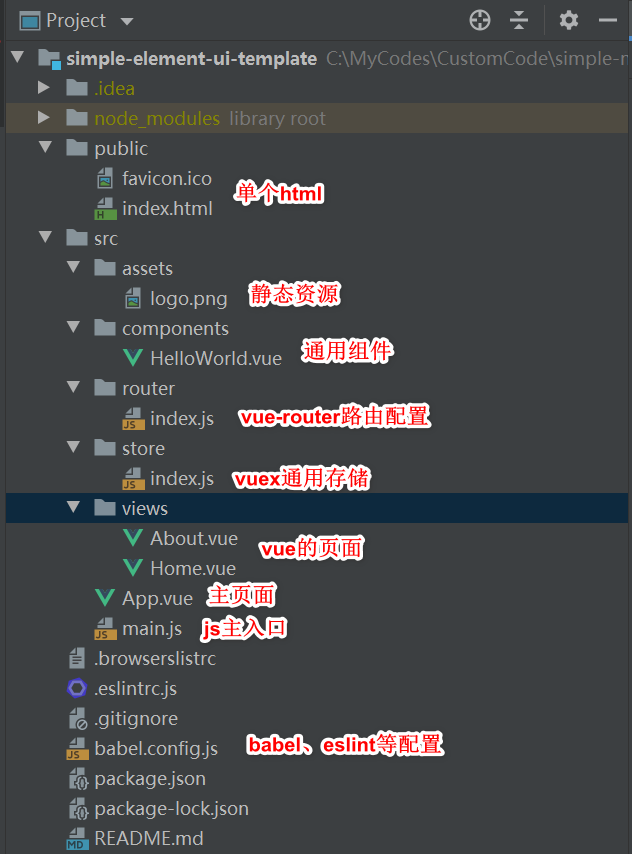 Project
simple-element-ui-template C:\MyCodes\CustomCode\simple-
.idea
node_modules library root
public
favicon.ico
单个html
index.html
src
assets
logo.png 静态资源
components
HelloWorld.vue 通用组件
router
index.js vue-router路由配置
store
index.js vuex通用存储
views
About.vue
vue的页面
Home.vue
App.vue 主页面
main.js js主入口
.browserslistrc
.eslintrc.js
.gitignore
babel.config.js babel、eslint等配置
package.json
package-lock.json
README.md